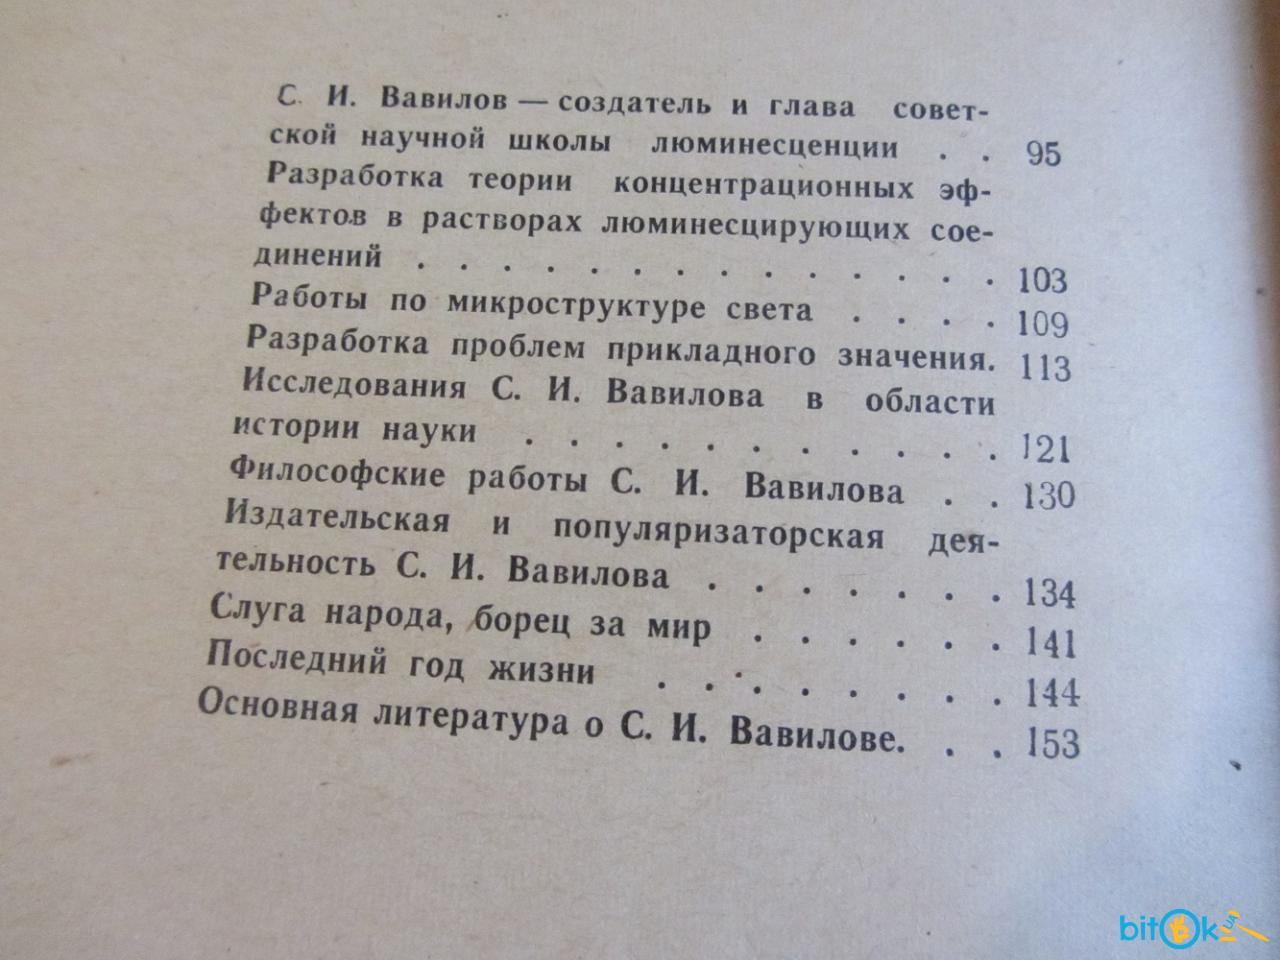 С. И. Вавилов — создатель и глава совет-
ской научной школы люминесценции . . 95
Разработка теории концентрационных эф-
фектов в растворах люминесцирующих сое-
динений . . . . . . . . . . . . . . 103
Работы по микроструктуре света . . . . 109
Разработка проблем прикладного значения. 113
Исследования С. И. Вавилова в области
истории науки . . . . . . . . . . . 121
Философские работы С. И. Вавилова . . 130
Издательская и популяризаторская дея-
тельность С. И. Вавилова . . . . . . . 134
Слуга народа, борец за мир . . . . . . 141
Последний год жизни . . . . . . . . 144
Основная литература о С. И. Вавилове. . . 153
bitOk.UA